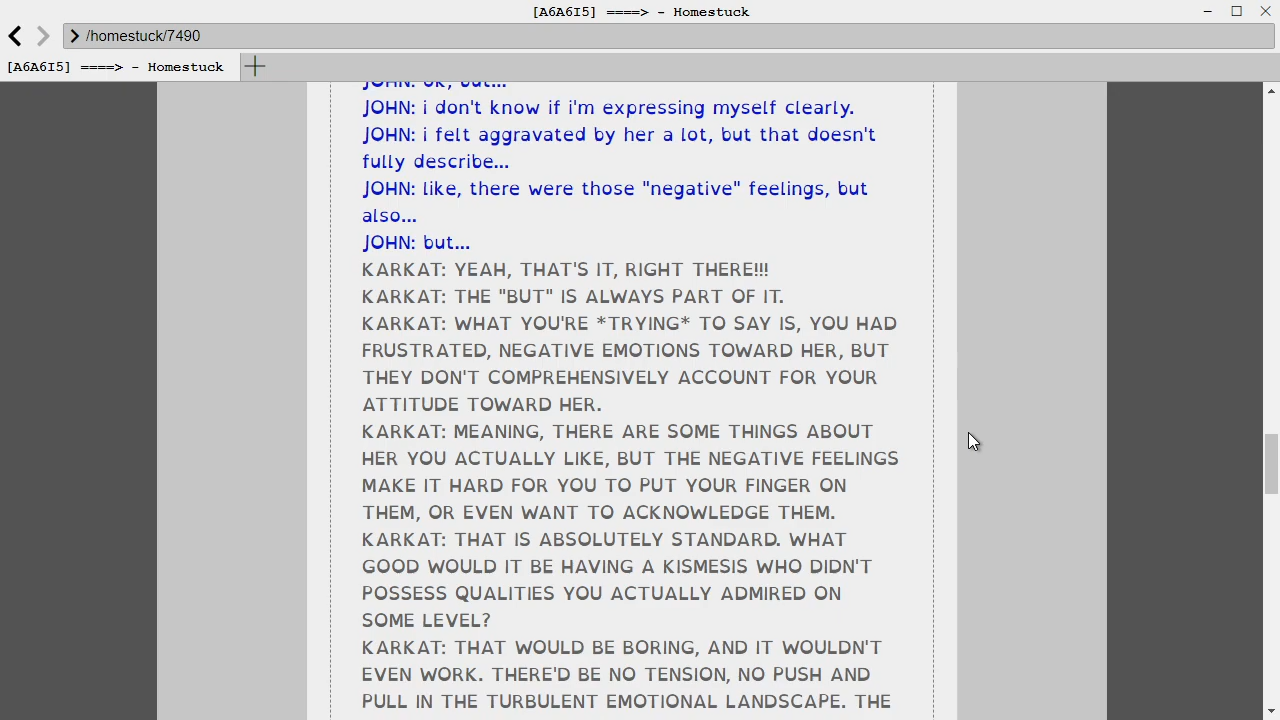 [A6A6I5] ====> - Homestuck
/homestuck/7490
[A6A6I5] ====> - Homestuck
JOHN: ok, but...
JOHN: i don't know if i'm expressing myself clearly.
JOHN: i felt aggravated by her a lot, but that doesn't
fully describe...
JOHN: like, there were those "negative" feelings, but
also...
JOHN: but...
KARKAT: YEAH, THAT'S IT, RIGHT THERE!!!
KARKAT: THE "BUT" IS ALWAYS PART OF IT.
KARKAT: WHAT YOU'RE *TRYING* TO SAY IS, YOU HAD
FRUSTRATED, NEGATIVE EMOTIONS TOWARD HER, BUT
THEY DON'T COMPREHENSIVELY ACCOUNT FOR YOUR
ATTITUDE TOWARD HER.
KARKAT: MEANING, THERE ARE SOME THINGS ABOUT
HER YOU ACTUALLY LIKE, BUT THE NEGATIVE FEELINGS
MAKE IT HARD FOR YOU TO PUT YOUR FINGER ON
THEM, OR EVEN WANT TO ACKNOWLEDGE THEM.
KARKAT: THAT IS ABSOLUTELY STANDARD. WHAT
GOOD WOULD IT BE HAVING A KISMESIS WHO DIDN'T
POSSESS QUALITIES YOU ACTUALLY ADMIRED ON
SOME LEVEL?
KARKAT: THAT WOULD BE BORING, AND IT WOULDN'T
EVEN WORK. THERE'D BE NO TENSION, NO PUSH AND
PULL IN THE TURBULENT EMOTIONAL LANDSCAPE. THE